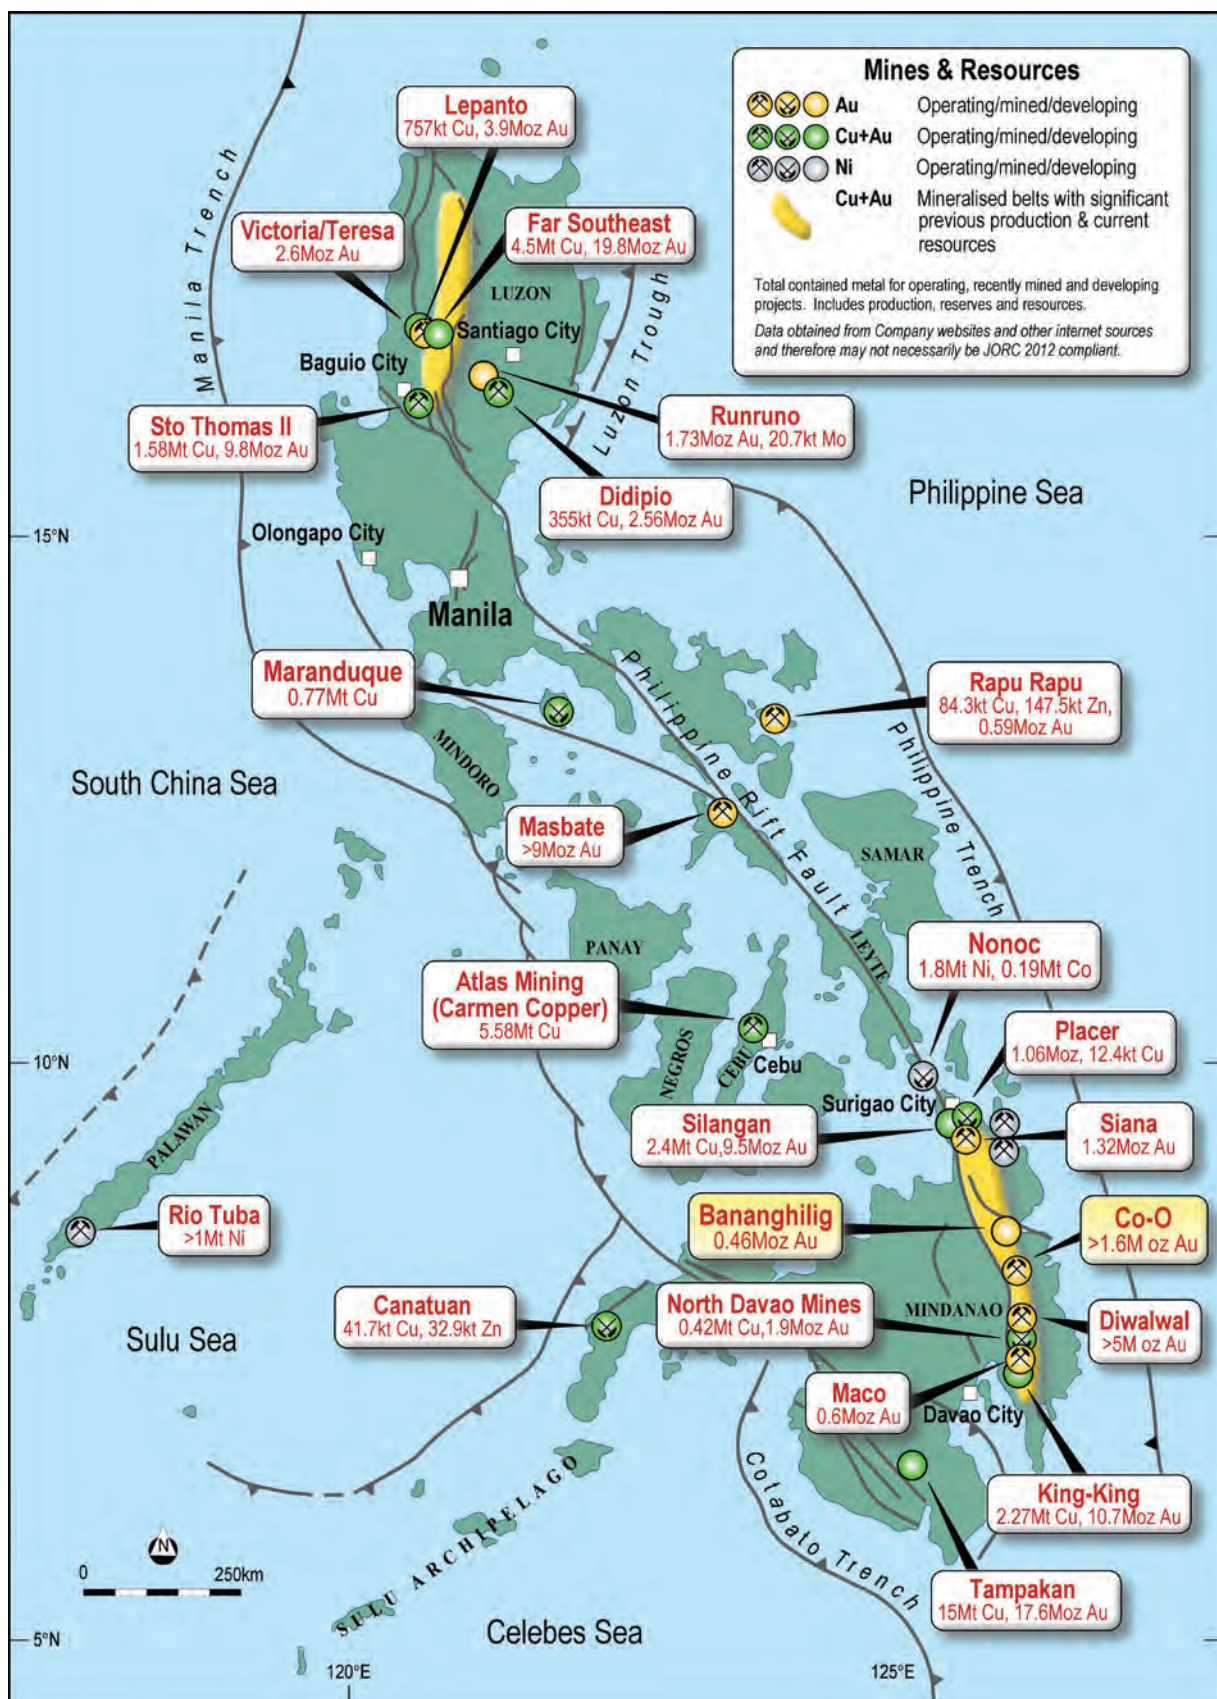 Mines & Resources
Au Operating/mined/developing
Cu+Au Operating/mined/developing
Ni Operating/mined/developing
Cu+Au Mineralised belts with significant
previous production & current
resources
Total contained metal for operating, recently mined and developing
projects. Includes production, reserves and resources.
Data obtained from Company websites and other internet sources
and therefore may not necessarily be JORC 2012 compliant.
Manila Trench
Lepanto
757kt Cu, 3.9Moz Au
Victoria/Teresa
2.6Moz Au
Far Southeast
4.5Mt Cu, 19.8Moz Au
LUZON
Santiago City
Baguio City
Luzon Trough
Sto Thomas II
1.58Mt Cu, 9.8Moz Au
Runruno
1.73Moz Au, 20.7kt Mo
Didipio
355kt Cu, 2.56Moz Au
Philippine Sea
15°N
Olongapo City
Manila
Maranduque
0.77Mt Cu
Philippine Rift Fault
Rapu Rapu
84.3kt Cu, 147.5kt Zn,
0.59Moz Au
Philippine Trench
MINDORO
South China Sea
Masbate
>9Moz Au
SAMAR
LEYTE
PANAY
Nonoc
1.8Mt Ni, 0.19Mt Co
Atlas Mining
(Carmen Copper)
5.58Mt Cu
NEGROS
CEBU
Cebu
Placer
1.06Moz, 12.4kt Cu
10°N
Surigao City
Silangan
2.4Mt Cu,9.5Moz Au
Siana
1.32Moz Au
PALAWAN
Rio Tuba
>1Mt Ni
Bananghilig
0.46Moz Au
Co-O
>1.6M oz Au
Canatuan
41.7kt Cu, 32.9kt Zn
North Davao Mines
0.42Mt Cu,1.9Moz Au
MINDANAO
Diwalwal
>5M oz Au
Sulu Sea
Maco
0.6Moz Au
Davao City
Cotabato Trench
SULU ARCHIPELAGO
King-King
2.27Mt Cu, 10.7Moz Au
N
0 250km
Tampakan
15Mt Cu, 17.6Moz Au
Celebes Sea
5°N
120°E
125°E